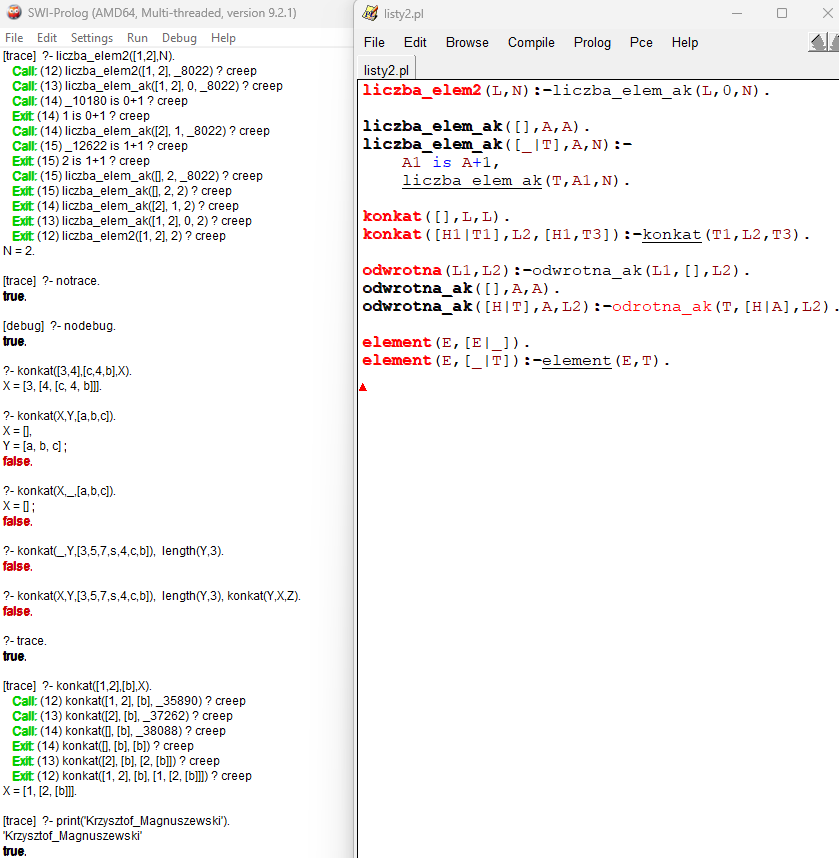 SWI-Prolog (AMD64, Multi-threaded, version 9.2.1)
File Edit Settings Run Debug Help
[trace] ?- liczba_elem2([1,2],N).
Call: (12) liczba_elem2([1, 2], _8022) ? creep
Call: (13) liczba_elem_ak([1, 2], 0, _8022) ? creep
Call: (14) _10180 is 0+1 ? creep
Exit: (14) 1 is 0+1 ? creep
Call: (14) liczba_elem_ak([2], 1, _8022) ? creep
Call: (15) _12622 is 1+1 ? creep
Exit: (15) 2 is 1+1 ? creep
Call: (15) liczba_elem_ak([], 2, _8022) ? creep
Exit: (15) liczba_elem_ak([], 2, 2) ? creep
Exit: (14) liczba_elem_ak([2], 1, 2) ? creep
Exit: (13) liczba_elem_ak([1, 2], 0, 2) ? creep
Exit: (12) liczba_elem2([1, 2], 2) ? creep
N = 2.
[trace] ?- notrace.
true.
[debug] ?- nodebug.
true.
?- konkat([3,4],[c,4,b],X).
X = [3, [4, [c, 4, b]]].
?- konkat(X,Y,[a,b,c]).
X = [],
Y = [a, b, c] ;
false.
?- konkat(X,_,[a,b,c]).
X = [] ;
false.
?- konkat(_,Y,[3,5,7,s,4,c,b]), length(Y,3).
false.
?- konkat(X,Y,[3,5,7,s,4,c,b]), length(Y,3), konkat(Y,X,Z).
false.
?- trace.
true.
[trace] ?- konkat([1,2],[b],X).
Call: (12) konkat([1, 2], [b], _35890) ? creep
Call: (13) konkat([2], [b], _37262) ? creep
Call: (14) konkat([], [b], _38088) ? creep
Exit: (14) konkat([], [b], [b]) ? creep
Exit: (13) konkat([2], [b], [2, [b]]) ? creep
Exit: (12) konkat([1, 2], [b], [1, [2, [b]]]) ? creep
X = [1, [2, [b]]].
[trace] ?- print('Krzysztof_Magnuszewski').
'Krzysztof_Magnuszewski'
true.
listy2.pl
File Edit Browse Compile Prolog Pce Help
listy2.pl
liczba_elem2(L,N):-liczba_elem_ak(L,0,N).
liczba_elem_ak([],A,A).
liczba_elem_ak([_|T],A,N):-
A1 is A+1,
liczba_elem_ak(T,A1,N).
konkat([],L,L).
konkat([H1|T1],L2,[H1,T3]):-konkat(T1,L2,T3).
odwrotna(L1,L2):-odwrotna_ak(L1,[],L2).
odwrotna_ak([],A,A).
odwrotna_ak([H|T],A,L2):-odrotna_ak(T,[H|A],L2).
element(E,[E|_]).
element(E,[_|T]):-element(E,T).